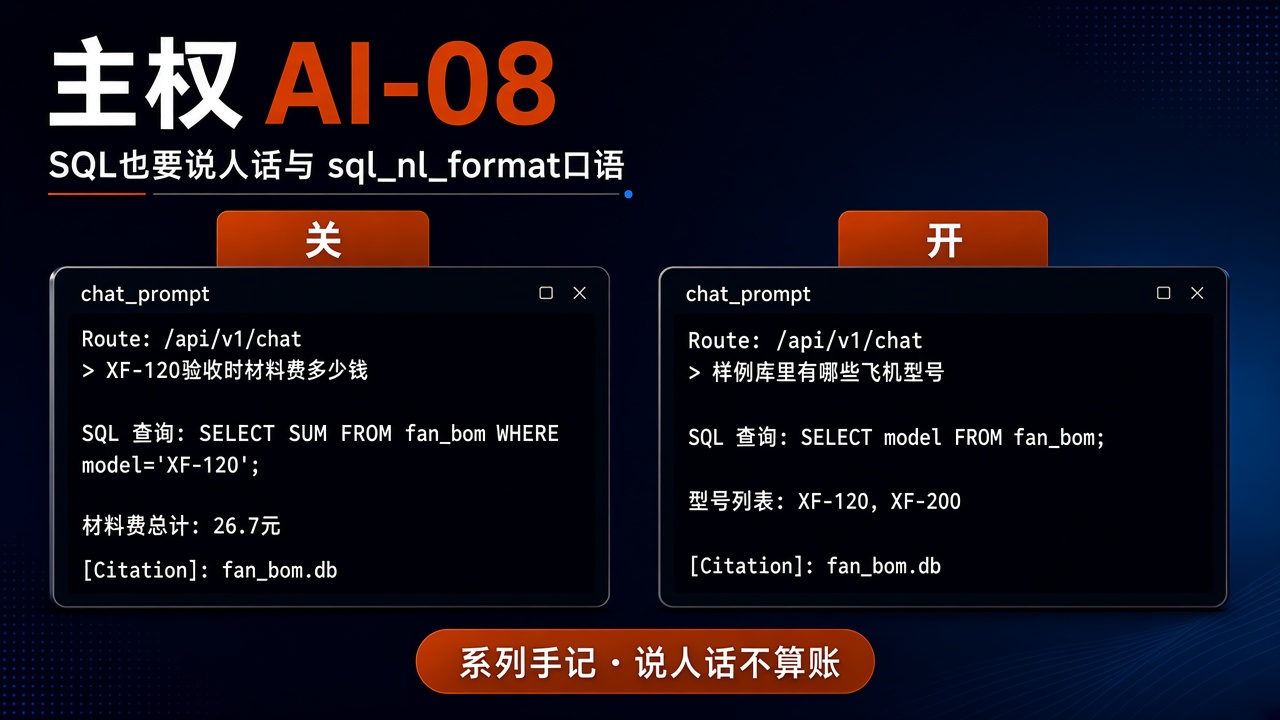 主权 AI-08
SQL也要说人话与 sql_nl_format口语
关
chat_prompt
Route: /api/v1/chat
> XF-120验收时材料费多少钱
SQL 查询: SELECT SUM FROM fan_bom WHERE
model='XF-120';
材料费总计: 26.7元
[Citation]: fan_bom.db
开
chat_prompt
Route: /api/v1/chat
> 样例库里有哪些飞机型号
SQL 查询: SELECT model FROM fan_bom;
型号列表: XF-120, XF-200
[Citation]: fan_bom.db
系列手记·说人话不算账